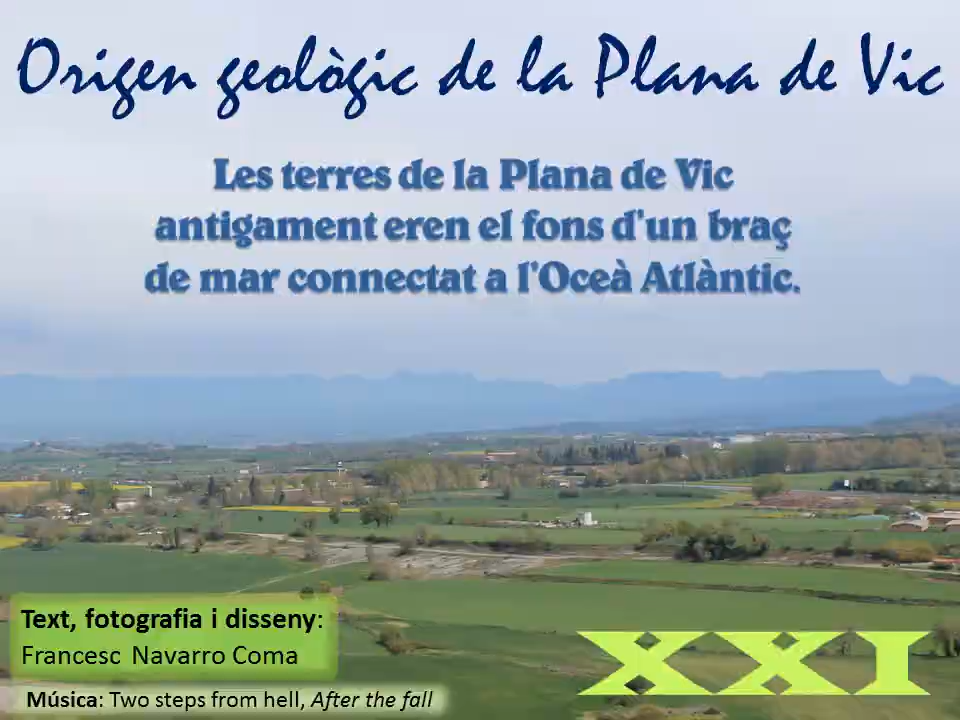 Origen geològic de la Plana de Vic
Les terres de la Plana de Vic
antigament eren el fons d'un braç
de mar connectat a l'Oceà Atlàntic.
Text, fotografia i disseny:
Francesc Navarro Coma
XXI
Música: Two steps from hell, After the fall